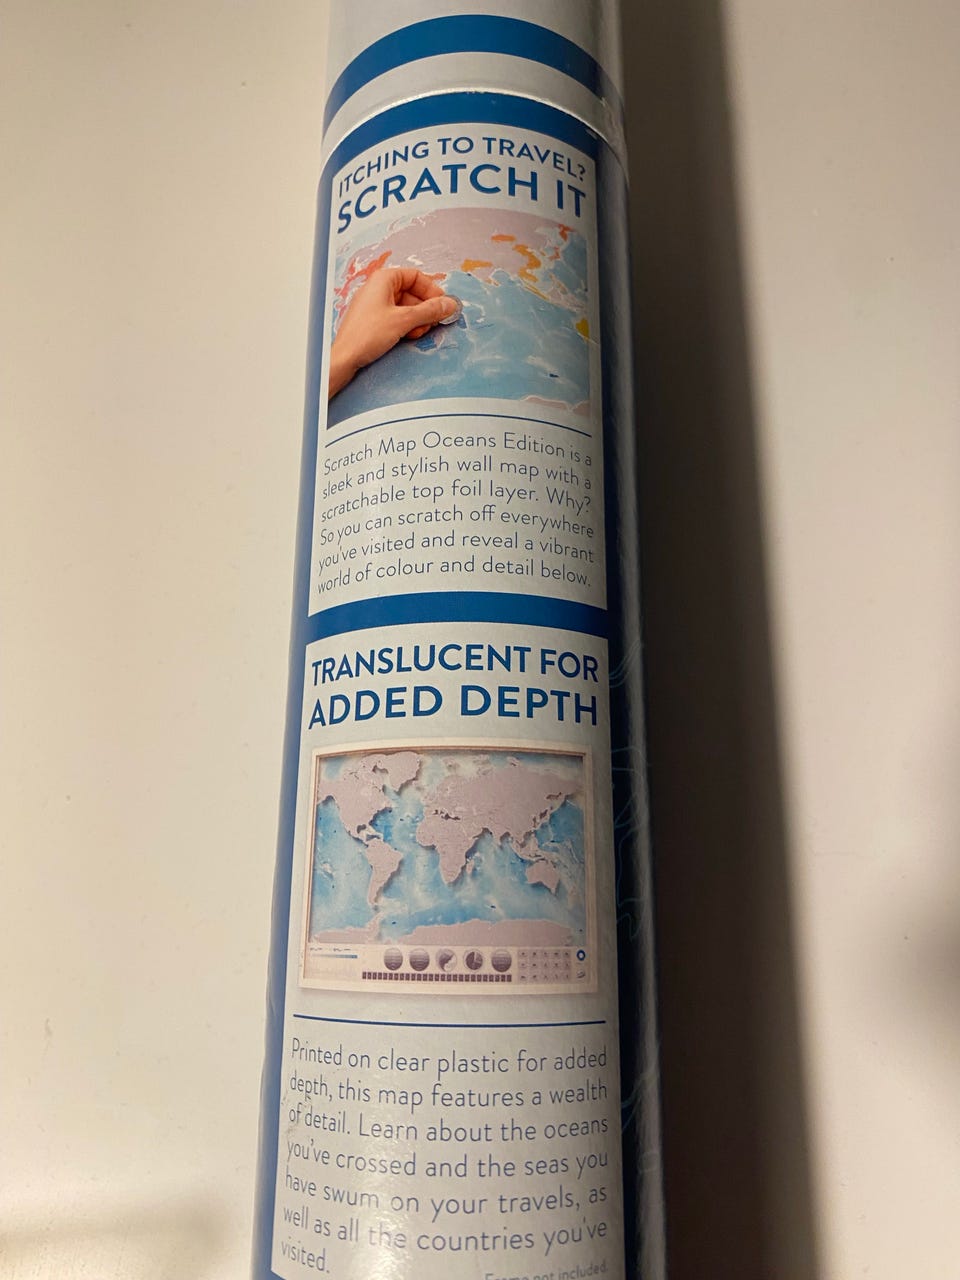 ITCHING TO TRAVEL?
SCRATCH IT
Scratch Map Oceans Edition is a
sleek and stylish wall map with a
scratchable top foil layer. Why?
So you can scratch off everywhere
you've visited and reveal a vibrant
world of colour and detail below.
TRANSLUCENT FOR
ADDED DEPTH
Printed on clear plastic for added
depth, this map features a wealth
of detail. Learn about the oceans
you've crossed and the seas you
have swum on your travels, as
well as all the countries you've
visited.
Frame not included.